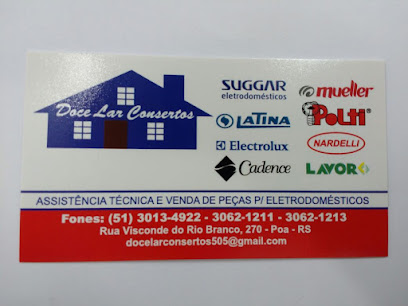 Doce Lar Consertos
SUGGAR
eletrodomésticos
mueller
LATINA
POLTI
Electrolux
NARDELLI
Cadence
LAVOR
ASSISTÊNCIA TÉCNICA E VENDA DE PEÇAS P/ ELETRODOMÉSTICOS
Fones: (51) 3013-4922 - 3062-1211 - 3062-1213
Rua Visconde do Rio Branco, 270 - Poa - RS
docelarconsertos505@gmail.com